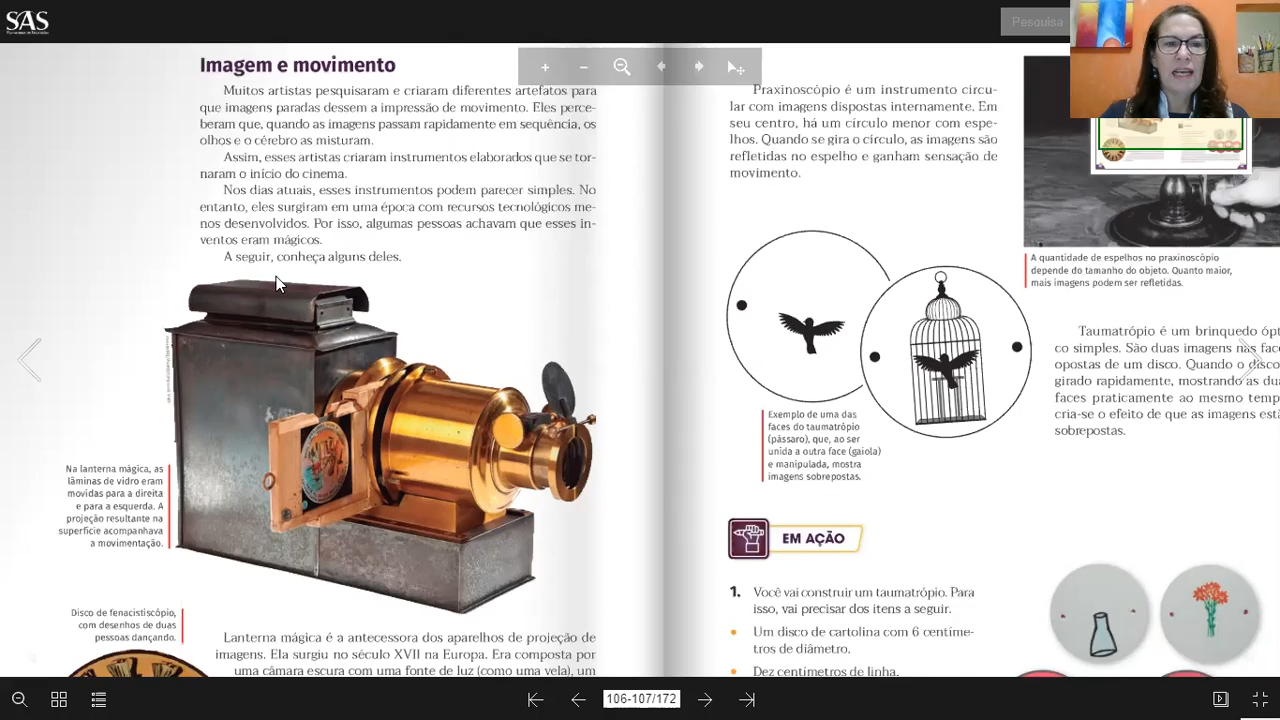 SAS
Pesquisa
Imagem e movimento
Muitos artistas pesquisaram e criaram diferentes artefatos para
que imagens paradas dessem a impressão de movimento. Eles perce-
beram que, quando as imagens passam rapidamente em sequência, os
olhos e o cérebro as misturam.
Assim, esses artistas criaram instrumentos elaborados que se tor-
naram o início do cinema.
Nos dias atuais, esses instrumentos podem parecer simples. No
entanto, eles surgiram em uma época com recursos tecnológicos me-
nos desenvolvidos. Por isso, algumas pessoas achavam que esses in-
ventos eram mágicos.
A seguir, conheça alguns deles.
Na lanterna mágica, as
lâminas de vidro eram
movidas para a direita
e para a esquerda. A
projeção resultante na
superfície acompanhava
a movimentação.
Disco de fenacistiscópio,
com desenhos de duas
pessoas dançando.
Lanterna mágica é a antecessora dos aparelhos de projeção de
imagens. Ela surgiu no século XVII na Europa. Era composta por
uma câmara escura com uma fonte de luz (como uma vela), um
Praxinoscópio é um instrumento circu-
lar com imagens dispostas internamente. Em
seu centro, há um círculo menor com espe-
lhos. Quando se gira o círculo, as imagens são
refletidas no espelho e ganham sensação de
movimento.
A quantidade de espelhos no praxinoscópio
depende do tamanho do objeto. Quanto maior,
mais imagens podem ser refletidas.
Taumatrópio é um brinquedo ópt
co simples. São duas imagens nas face
opostas de um disco. Quando o disco
girado rapidamente, mostrando as dua
faces praticamente ao mesmo temp
cria-se o efeito de que as imagens está
sobrepostas.
Exemplo de uma das
faces do taumatrópio
(pássaro), que, ao ser
unida a outra face (gaiola)
e manipulada, mostra
imagens sobrepostas.
EM AÇÃO
1. Você vai construir um taumatrópio. Para
isso, vai precisar dos itens a seguir.
• Um disco de cartolina com 6 centíme-
tros de diâmetro.
• Dez centímetros de linha.
106-107/172